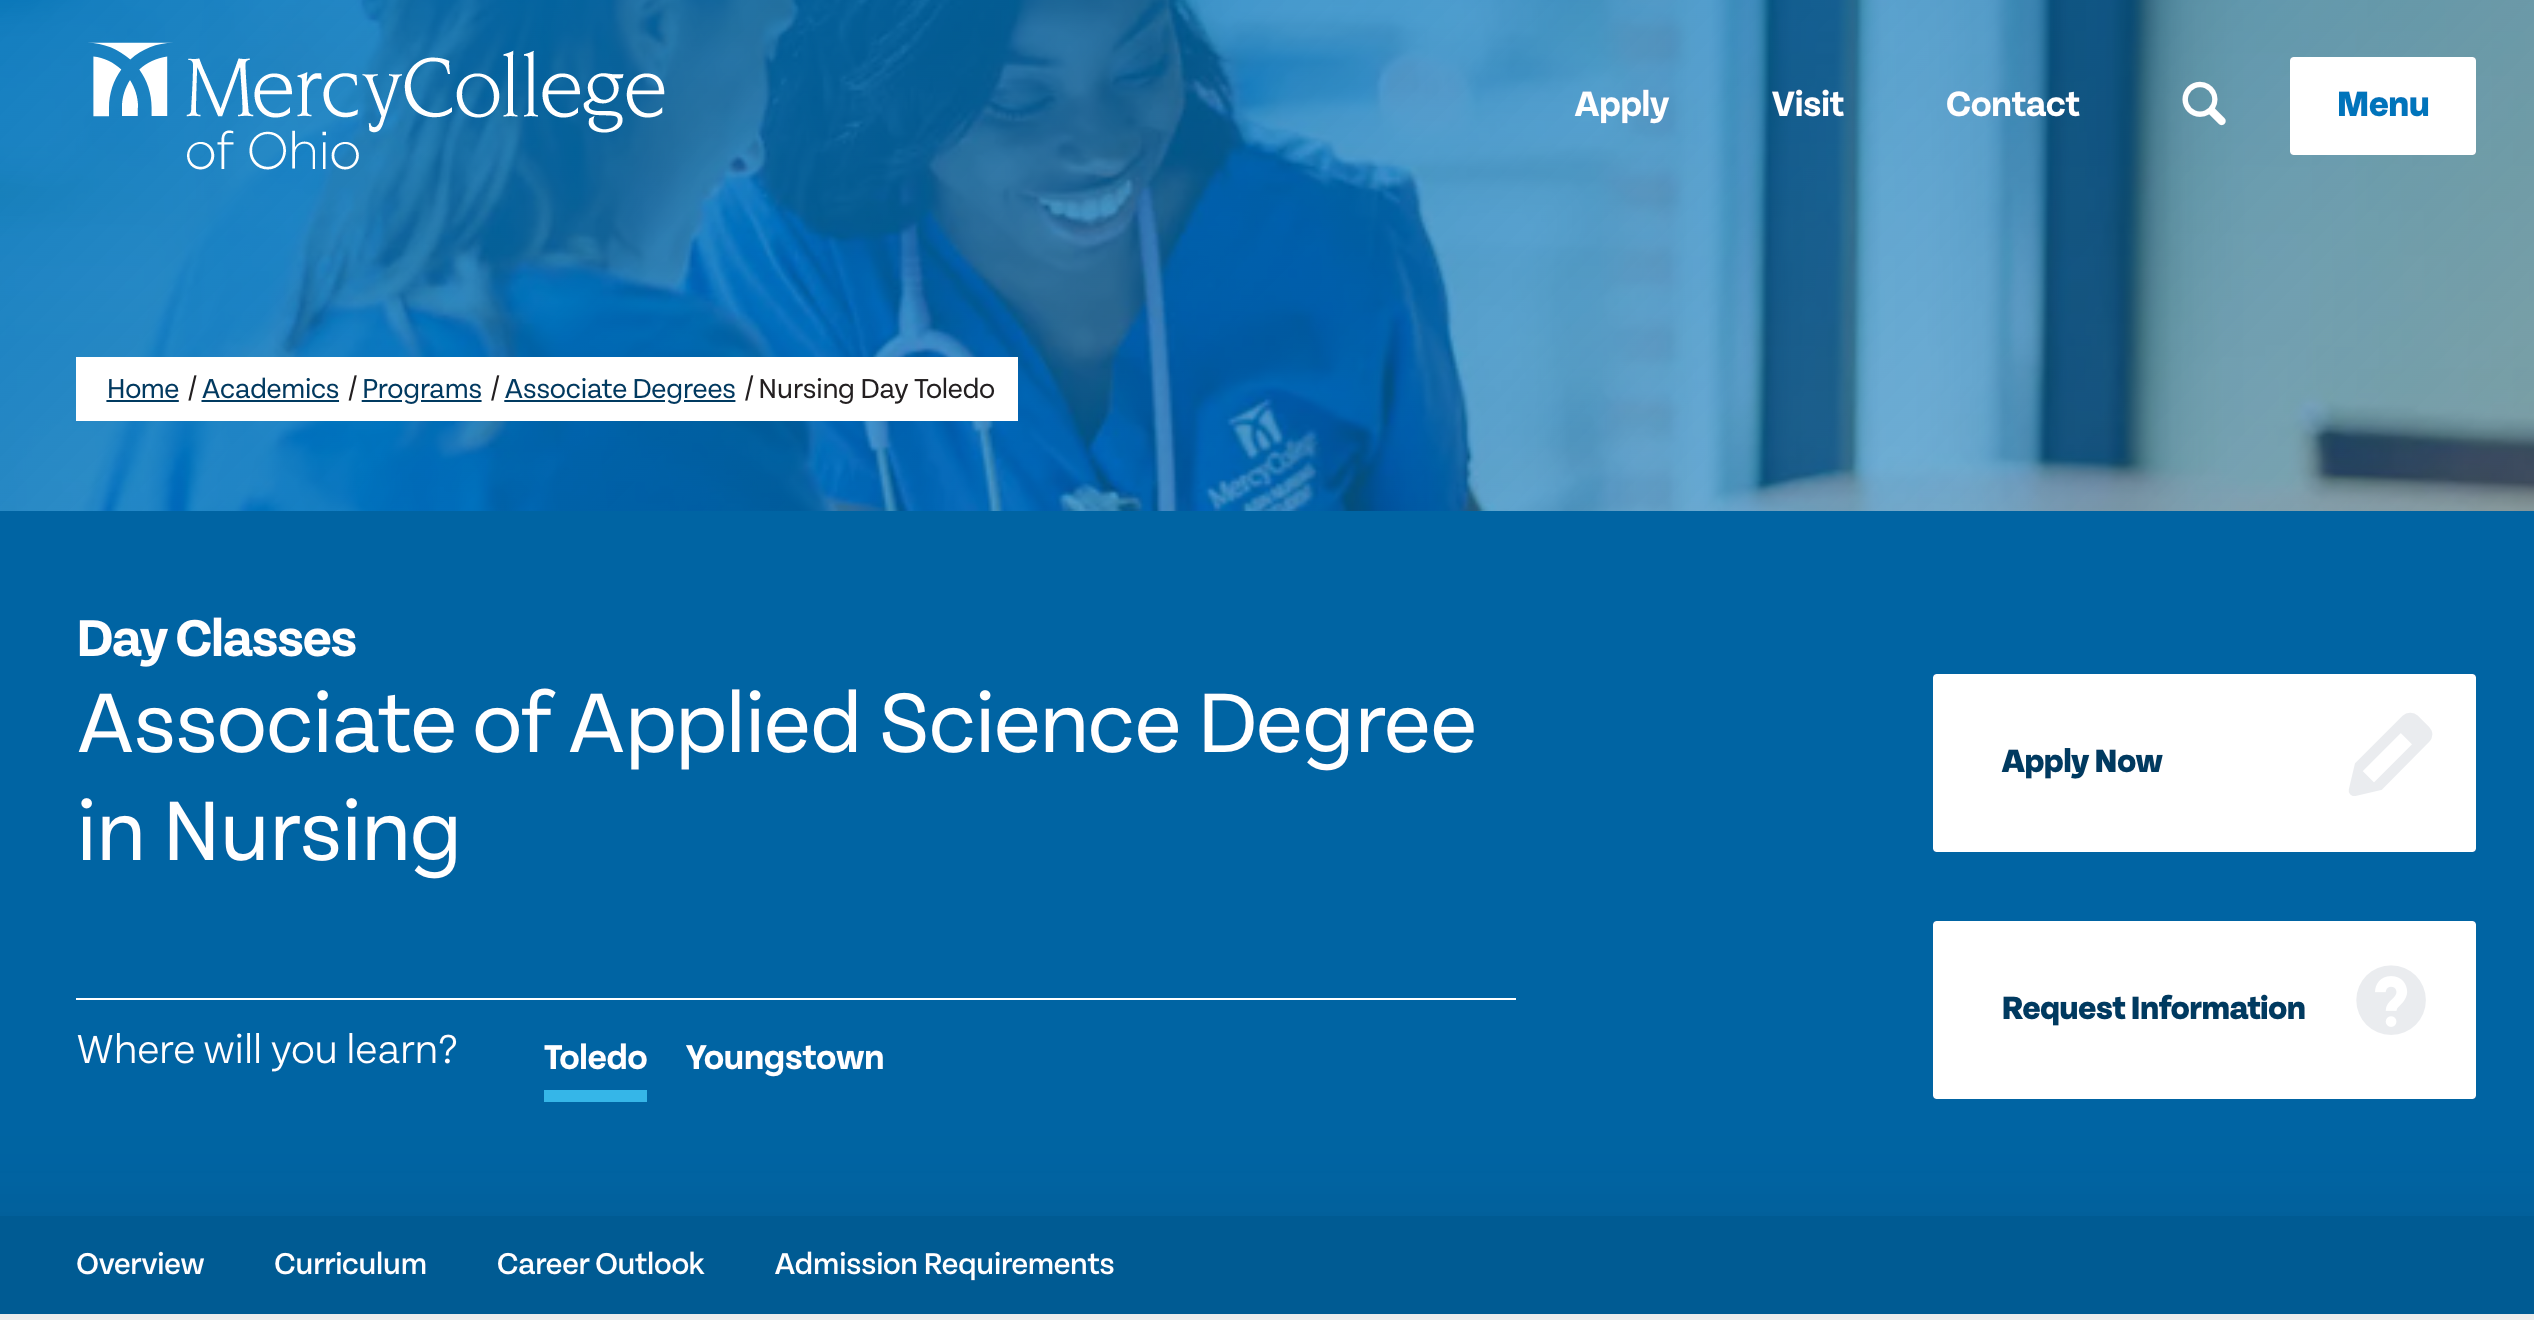 MercyCollege
of Ohio
Apply
Visit
Contact
Menu
Home / Academics / Programs / Associate Degrees / Nursing Day Toledo
MercyCollege
Day Classes
Associate of Applied Science Degree
in Nursing
Apply Now
Request Information
Where will you learn?
Toledo
Youngstown
Overview
Curriculum
Career Outlook
Admission Requirements